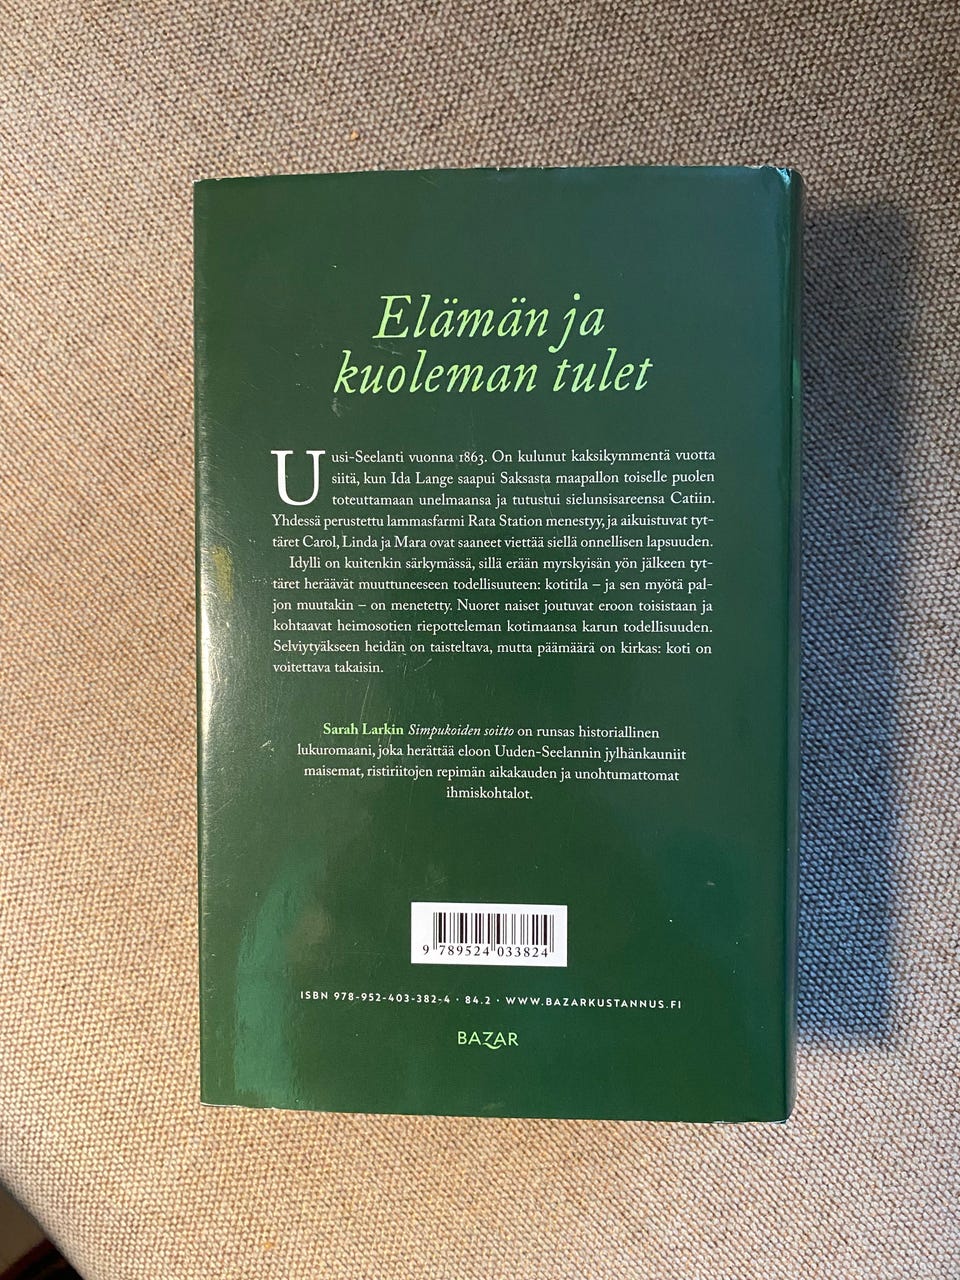 Elämän ja
kuoleman tulet
Uusi-Seelanti vuonna 1863. On kulunut kaksikymmentä vuotta
siitä, kun Ida Lange saapui Saksasta maapallon toiselle puolen
toteuttamaan unelmaansa ja tutustui sielunsisareensa Catiin.
Yhdessä perustettu lammasfarmi Rata Station menestyy, ja aikuistuvat tyt-
täret Carol, Linda ja Mara ovat saaneet viettää siellä onnellisen lapsuuden.
Idylli on kuitenkin särkymässä, sillä erään myrskyisän yön jälkeen tyt-
täret heräävät muuttuneeseen todellisuuteen: kotitila – ja sen myötä pal-
jon muutakin – on menetetty. Nuoret naiset joutuvat eroon toisistaan ja
kohtaavat heimosotien riepotteleman kotimaansa karun todellisuuden.
Selviytyäkseen heidän on taisteltava, mutta päämäärä on kirkas: koti on
voitettava takaisin.
Sarah Larkin Simpukoiden soitto on runsas historiallinen
lukuromaani, joka herättää eloon Uuden-Seelannin jylhänkauniit
maisemat, ristiriitojen repimän aikakauden ja unohtumattomat
ihmiskohtalot.
9 789524 033824
ISBN 978-952-403-382-4 · 84.2 · WWW.BAZARKUSTANNUS.FI
BAZAR